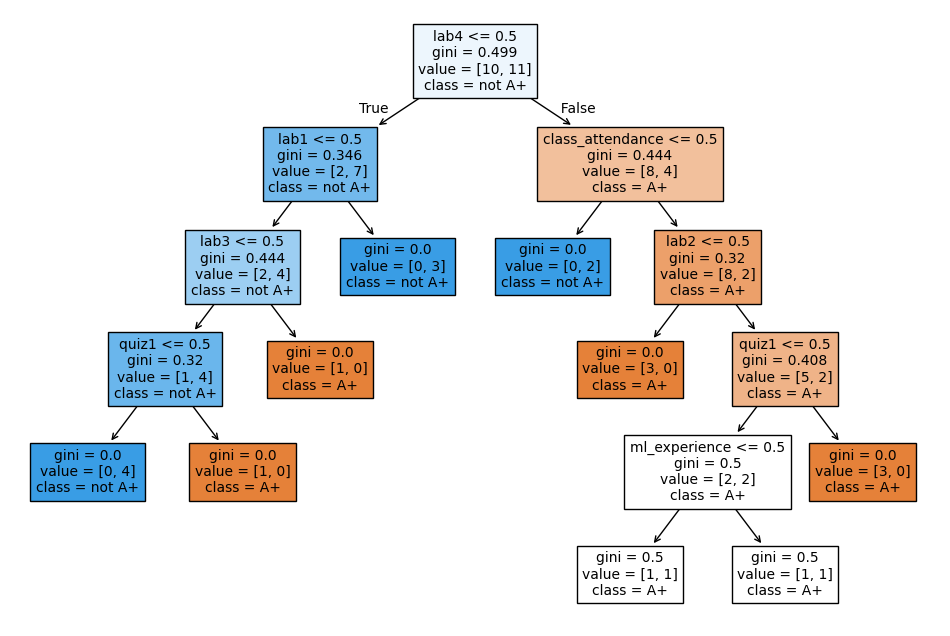 lab4 <= 0.5
gini = 0.499
value = [10, 11]
class = not A+
True
False
lab1 <= 0.5
gini = 0.346
value = [2, 7]
class = not A+
class_attendance <= 0.5
gini = 0.444
value = [8, 4]
class = A+
lab3 <= 0.5
gini = 0.444
value = [2, 4]
class = not A+
gini = 0.0
value = [0, 3]
class = not A+
gini = 0.0
value = [0, 2]
class = not A+
lab2 <= 0.5
gini = 0.32
value = [8, 2]
class = A+
quiz1 <= 0.5
gini = 0.32
value = [1, 4]
class = not A+
gini = 0.0
value = [1, 0]
class = A+
gini = 0.0
value = [3, 0]
class = A+
quiz1 <= 0.5
gini = 0.408
value = [5, 2]
class = A+
gini = 0.0
value = [0, 4]
class = not A+
gini = 0.0
value = [1, 0]
class = A+
ml_experience <= 0.5
gini = 0.5
value = [2, 2]
class = A+
gini = 0.0
value = [3, 0]
class = A+
gini = 0.5
value = [1, 1]
class = A+
gini = 0.5
value = [1, 1]
class = A+